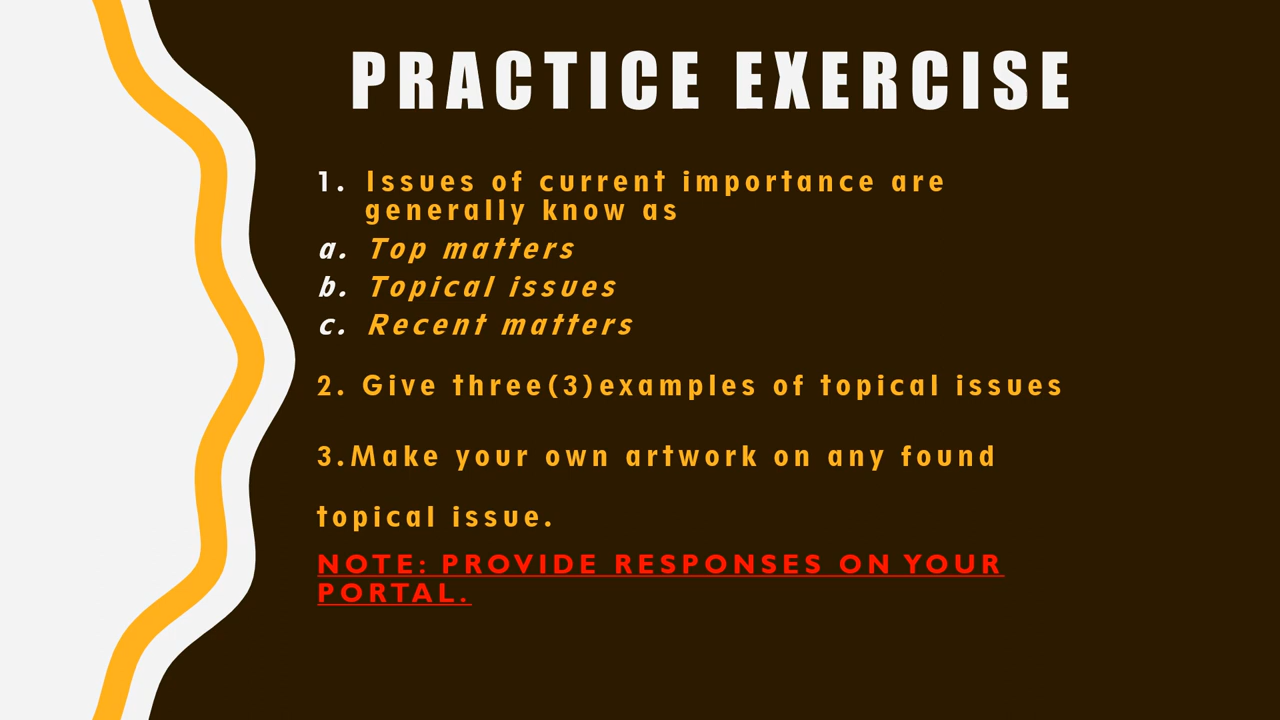 PRACTICE EXERCISE
1. Issues of current importance are
generally know as
a. Top matters
b. Topical issues
c. Recent matters
2. Give three(3)examples of topical issues
3.Make your own artwork on any found
topical issue.
NOTE: PROVIDE RESPONSES ON YOUR
PORTAL.